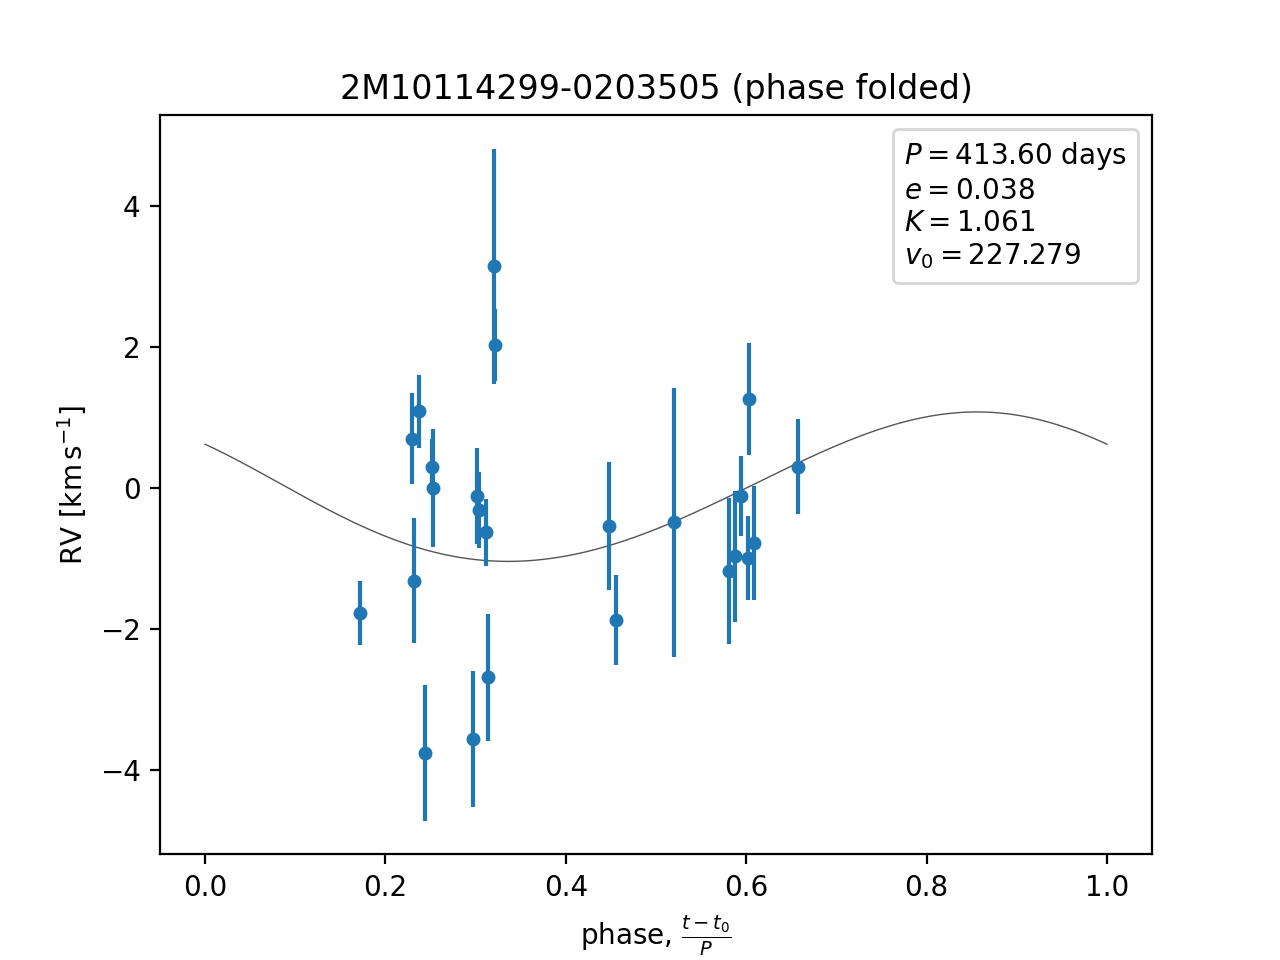 2M10114299-0203505 (phase folded)
P = 413.60 days
e = 0.038
K = 1.061
v₀ = 227.279
4
2
0
−2
−4
RV [km s⁻¹]
0.0 0.2 0.4 0.6 0.8 1.0
phase, (t − t₀)/P